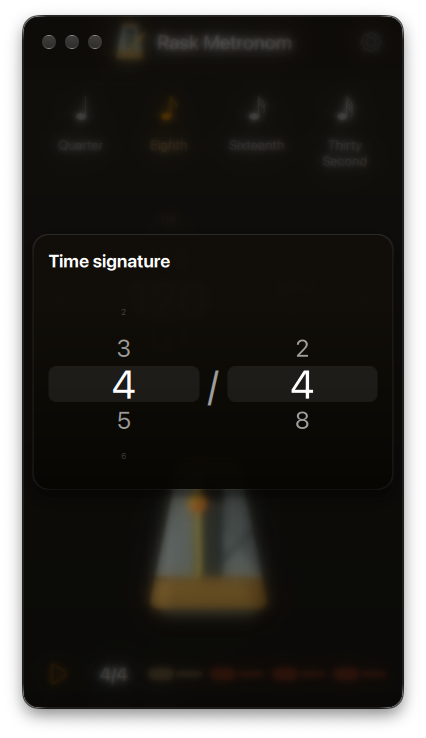 Rask Metronom
Quarter
Eighth
Sixteenth
Thirty
Second
Time signature
2
3
2
4 / 4
5
8
6
4/4